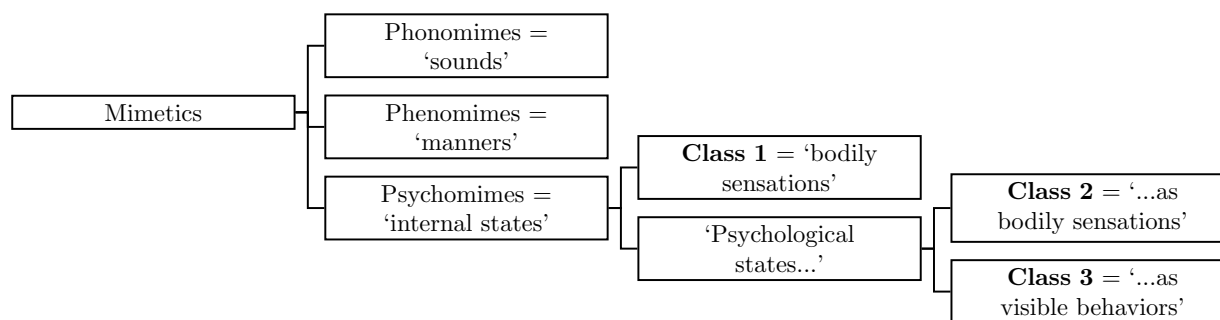 Mimetics
Phonomimes =
‘sounds’
Phenomimes =
‘manners’
Psychomimes =
‘internal states’
Class 1 = ‘bodily
sensations’
‘Psychological
states...’
Class 2 = ‘...as
bodily sensations’
Class 3 = ‘...as
visible behaviors’